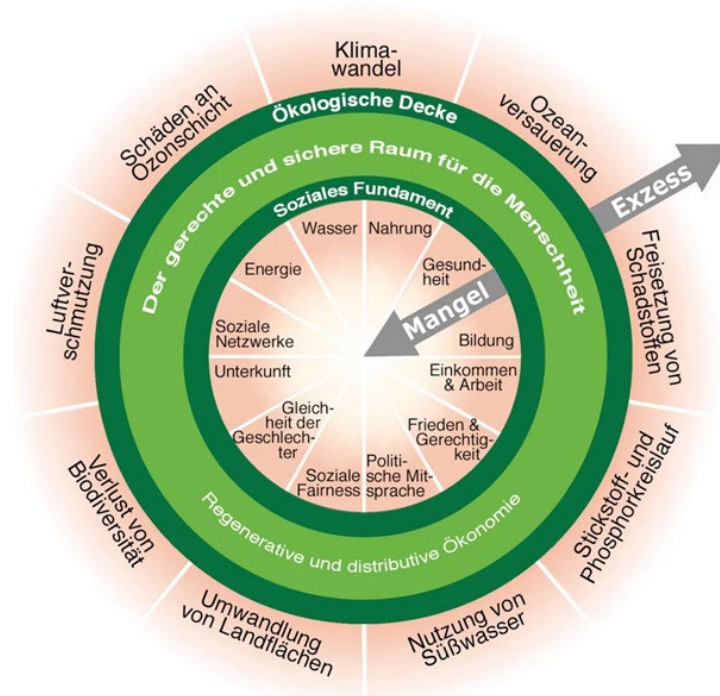 Klima-
wandel
Ozean-
versauerung
Freisetzung von
Schadstoffen
Stickstoff- und
Phosphorkreislauf
Nutzung von
Süßwasser
Umwandlung
von Landflächen
Verlust von
Biodiversität
Luftver-
schmutzung
Schäden an
Ozonschicht
Ökologische Decke
Der gerechte und sichere Raum für die Menschheit
Soziales Fundament
Exzess
Mangel
Wasser
Nahrung
Gesund-
heit
Bildung
Einkommen
& Arbeit
Frieden &
Gerechtig-
keit
Politi-
sche Mit-
sprache
Soziale
Fairness
Gleich-
heit der
Geschlech-
ter
Unterkunft
Soziale
Netzwerke
Energie
Regenerative und distributive Ökonomie